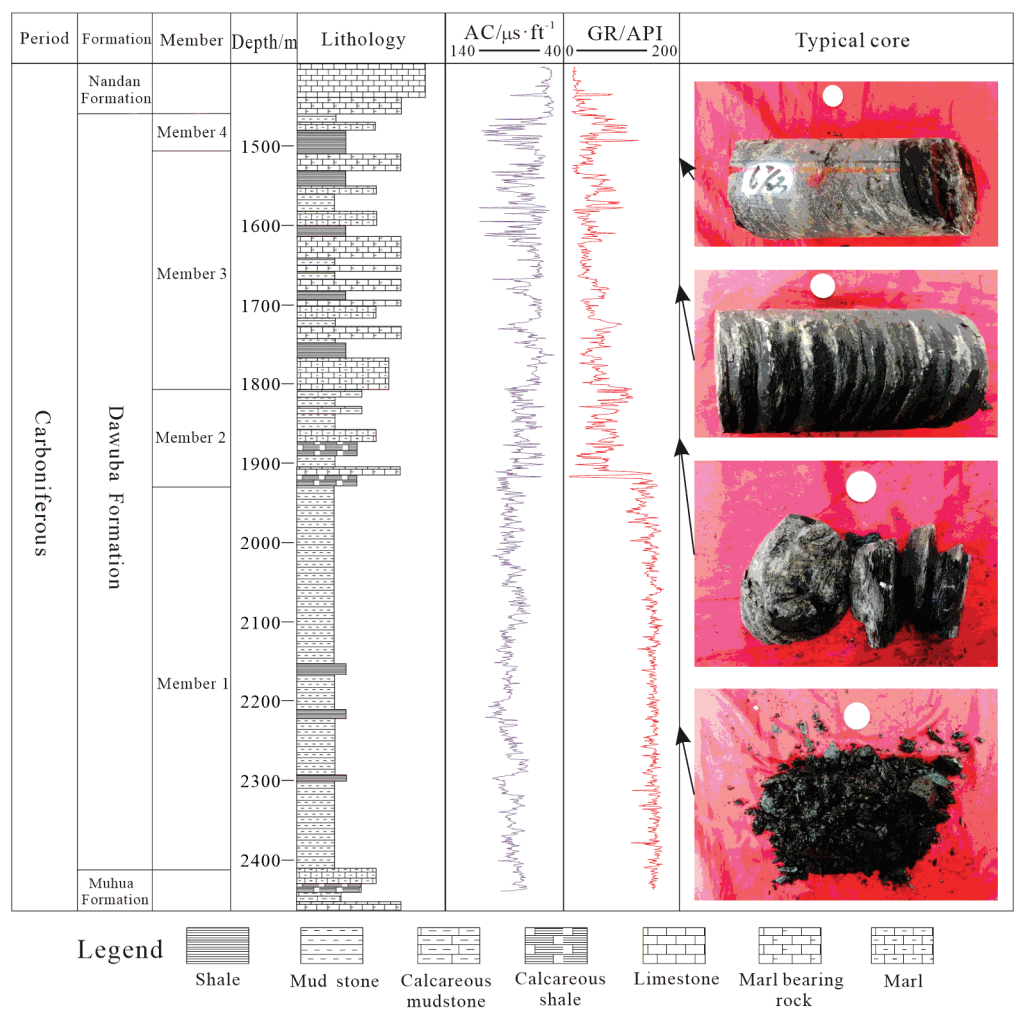 Period Formation Member Depth/m Lithology AC/μs·ft⁻¹ GR/API Typical core
140 40 0 200
Nandan
Formation
Member 4
1500
1600
Member 3
1700
1800
Carboniferous
Dawuba Formation
Member 2
1900
2000
2100
Member 1
2200
2300
2400
Muhua
Formation
Legend
Shale
Mud stone
Calcareous
mudstone
Calcareous
shale
Limestone
Marl bearing
rock
Marl